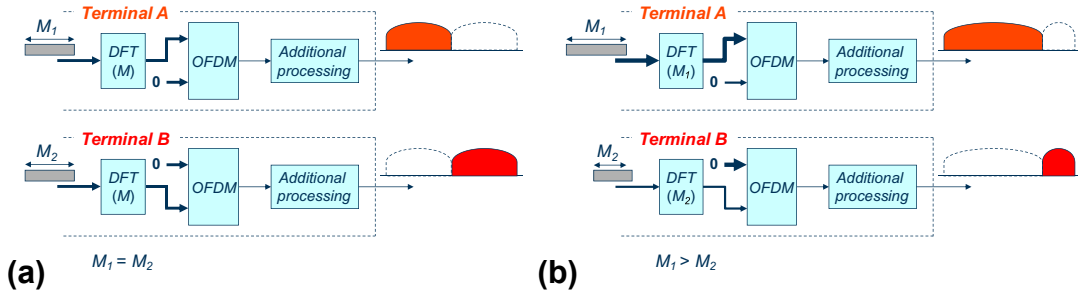 Terminal A
M1
DFT
(M)
0
OFDM
Additional
processing
Terminal B
M2
DFT
(M)
0
OFDM
Additional
processing
(a)
M1 = M2
Terminal A
M1
DFT
(M1)
0
OFDM
Additional
processing
Terminal B
M2
DFT
(M2)
0
OFDM
Additional
processing
(b)
M1 > M2